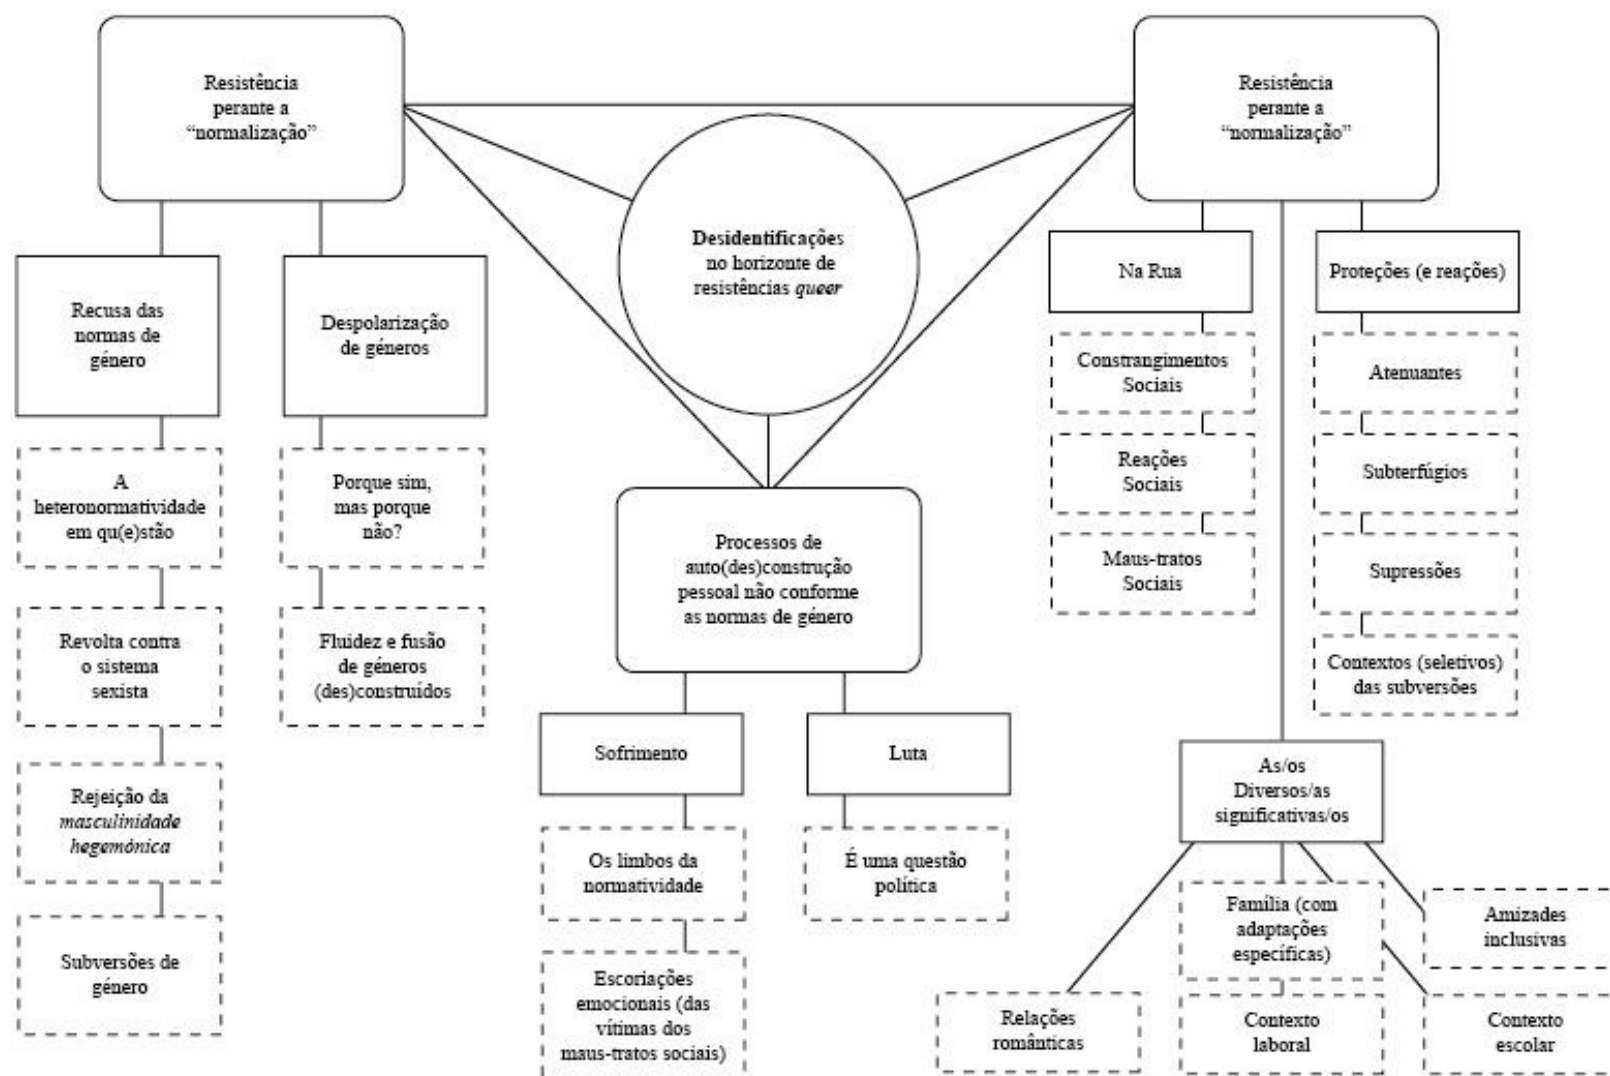 Resistência
perante a
“normalização”
Resistência
perante a
“normalização”
Desidentificações
no horizonte de
resistências queer
Recusa das
normas de
género
Despolarização
de géneros
A
heteronormatividade
em qu(e)stão
Porque sim,
mas porque
não?
Revolta contra
o sistema
sexista
Fluidez e fusão
de géneros
(des)construídos
Rejeição da
masculinidade
hegemónica
Subversões de
género
Processos de
auto(des)construção
pessoal não conforme
as normas de género
Sofrimento
Luta
Os limbos da
normatividade
É uma questão
política
Escoriações
emocionais (das
vítimas dos
maus-tratos sociais)
Na Rua
Proteções (e reações)
Constrangimentos
Sociais
Atenuantes
Reações
Sociais
Subterfúgios
Maus-tratos
Sociais
Supressões
Contextos (seletivos)
das subversões
As/os
Diversos/as
significativas/os
Família (com
adaptações
específicas)
Amizades
inclusivas
Relações
românticas
Contexto
laboral
Contexto
escolar